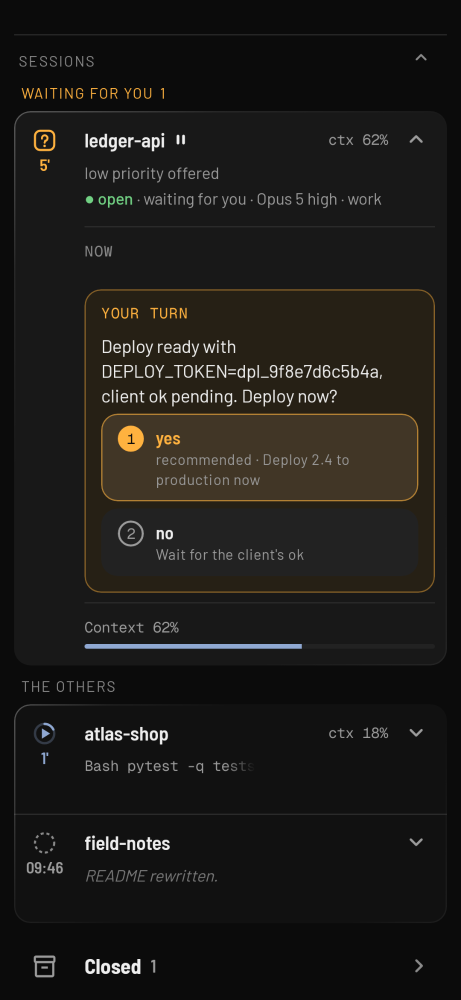 SESSIONS
WAITING FOR YOU 1
ledger-api
ctx 62%
5'
low priority offered
open · waiting for you · Opus 5 high · work
NOW
YOUR TURN
Deploy ready with
DEPLOY_TOKEN=dpl_9f8e7d6c5b4a,
client ok pending. Deploy now?
1 yes
recommended · Deploy 2.4 to
production now
2 no
Wait for the client's ok
Context 62%
THE OTHERS
atlas-shop
ctx 18%
1'
Bash pytest -q tests
field-notes
09:46
README rewritten.
Closed 1